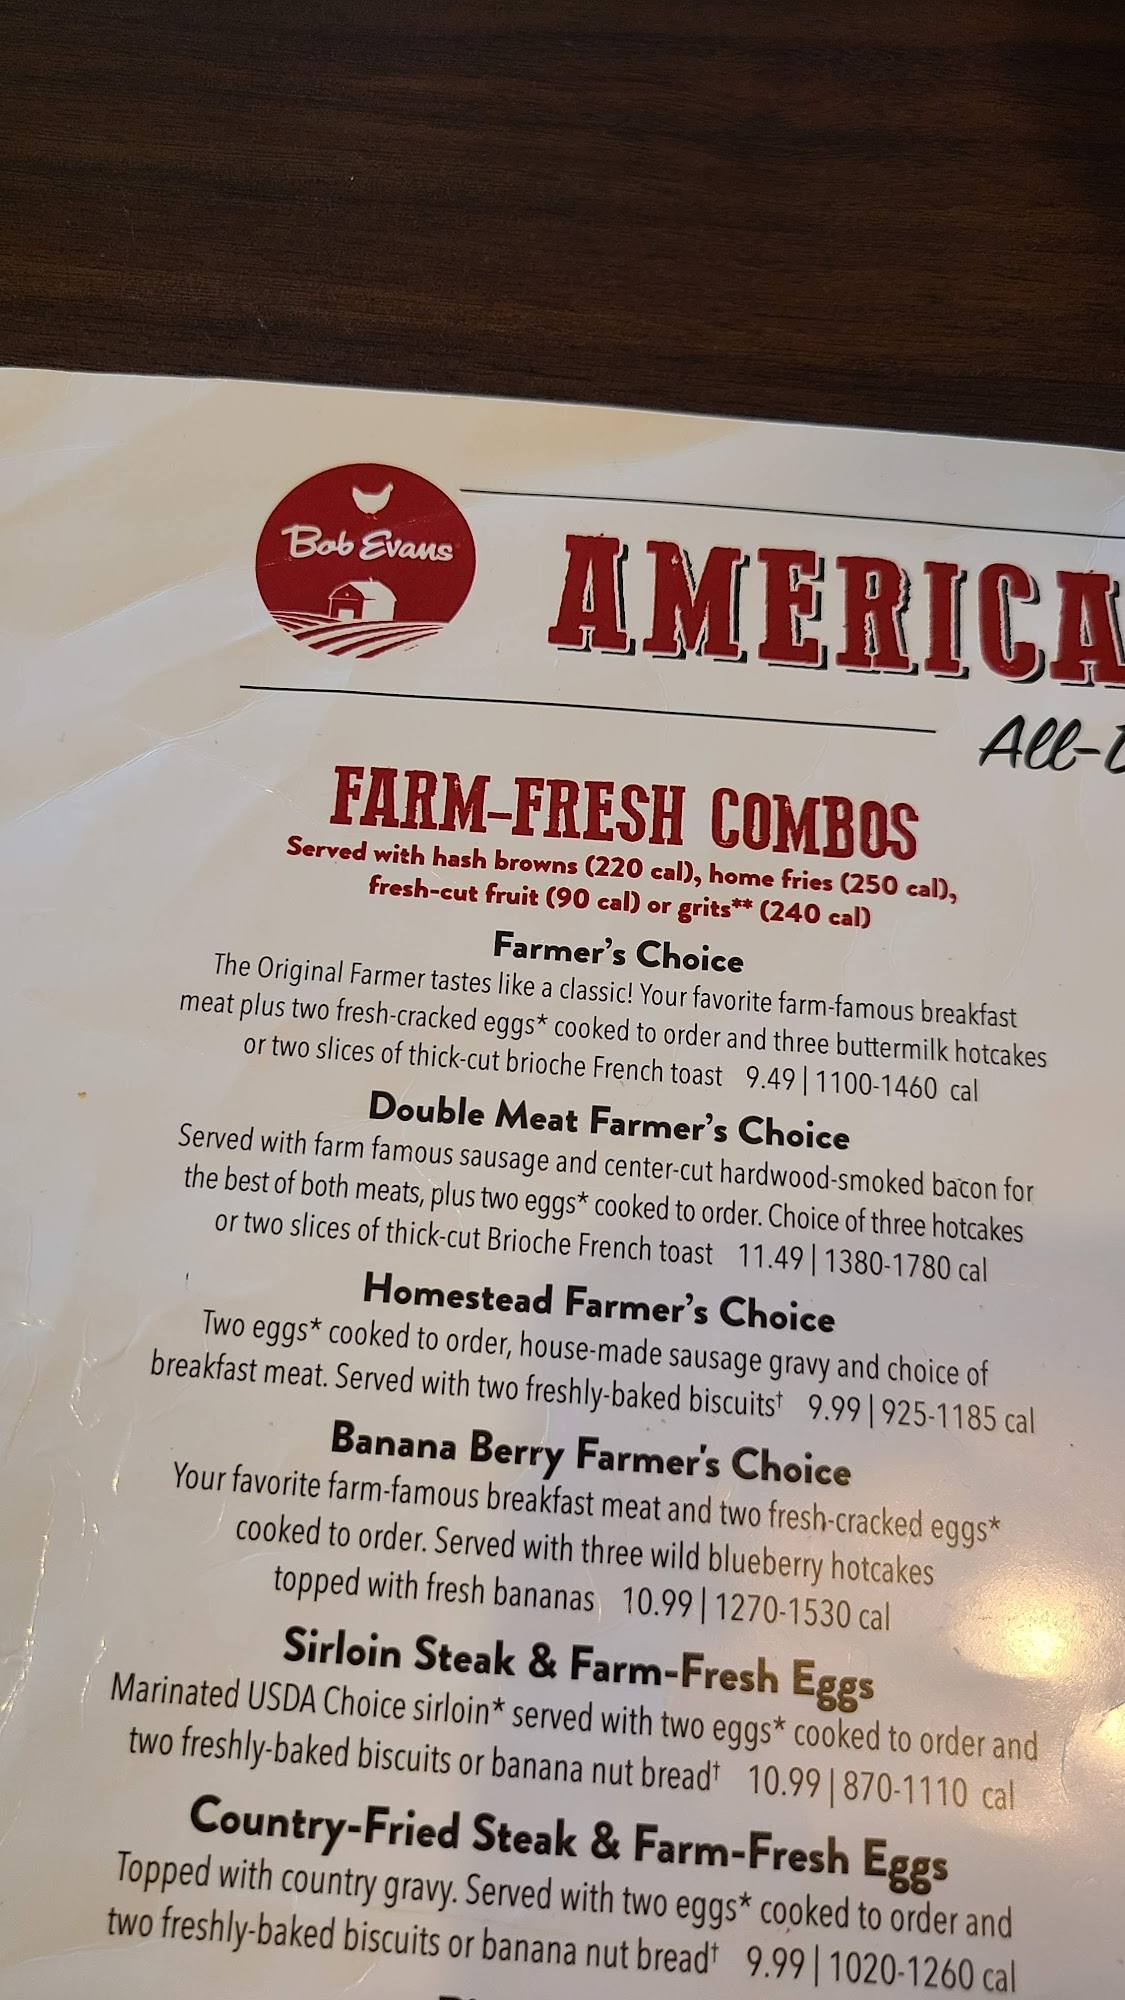 Bob Evans
AMERICA
All-
FARM-FRESH COMBOS
Served with hash browns (220 cal), home fries (250 cal),
fresh-cut fruit (90 cal) or grits** (240 cal)
Farmer's Choice
The Original Farmer tastes like a classic! Your favorite farm-famous breakfast
meat plus two fresh-cracked eggs* cooked to order and three buttermilk hotcakes
or two slices of thick-cut brioche French toast 9.49 | 1100-1460 cal
Double Meat Farmer's Choice
Served with farm famous sausage and center-cut hardwood-smoked bacon for
the best of both meats, plus two eggs* cooked to order. Choice of three hotcakes
or two slices of thick-cut Brioche French toast 11.49 | 1380-1780 cal
Homestead Farmer's Choice
Two eggs* cooked to order, house-made sausage gravy and choice of
breakfast meat. Served with two freshly-baked biscuits† 9.99 | 925-1185 cal
Banana Berry Farmer's Choice
Your favorite farm-famous breakfast meat and two fresh-cracked eggs*
cooked to order. Served with three wild blueberry hotcakes
topped with fresh bananas 10.99 | 1270-1530 cal
Sirloin Steak & Farm-Fresh Eggs
Marinated USDA Choice sirloin* served with two eggs* cooked to order and
two freshly-baked biscuits or banana nut bread† 10.99 | 870-1110 cal
Country-Fried Steak & Farm-Fresh Eggs
Topped with country gravy. Served with two eggs* cooked to order and
two freshly-baked biscuits or banana nut bread† 9.99 | 1020-1260 cal